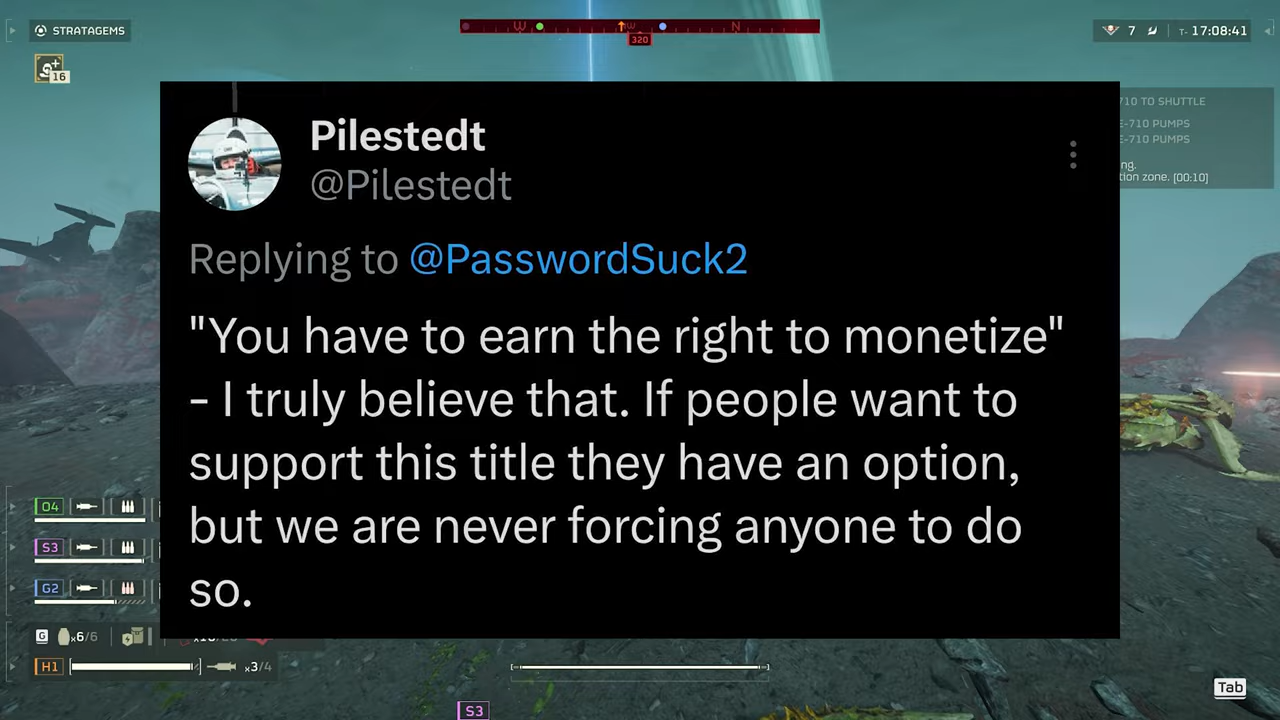 STRATAGEMS
W
NW
N
320
7
T- 17:08:41
16
710 TO SHUTTLE
E-710 PUMPS
E-710 PUMPS
ng.
tion zone. [00:10]
Pilestedt
@Pilestedt
Replying to @PasswordSuck2
"You have to earn the right to monetize"
- I truly believe that. If people want to
support this title they have an option,
but we are never forcing anyone to do
so.
04
S3
G2
G x6/6
H1 x3/4
S3
Tab